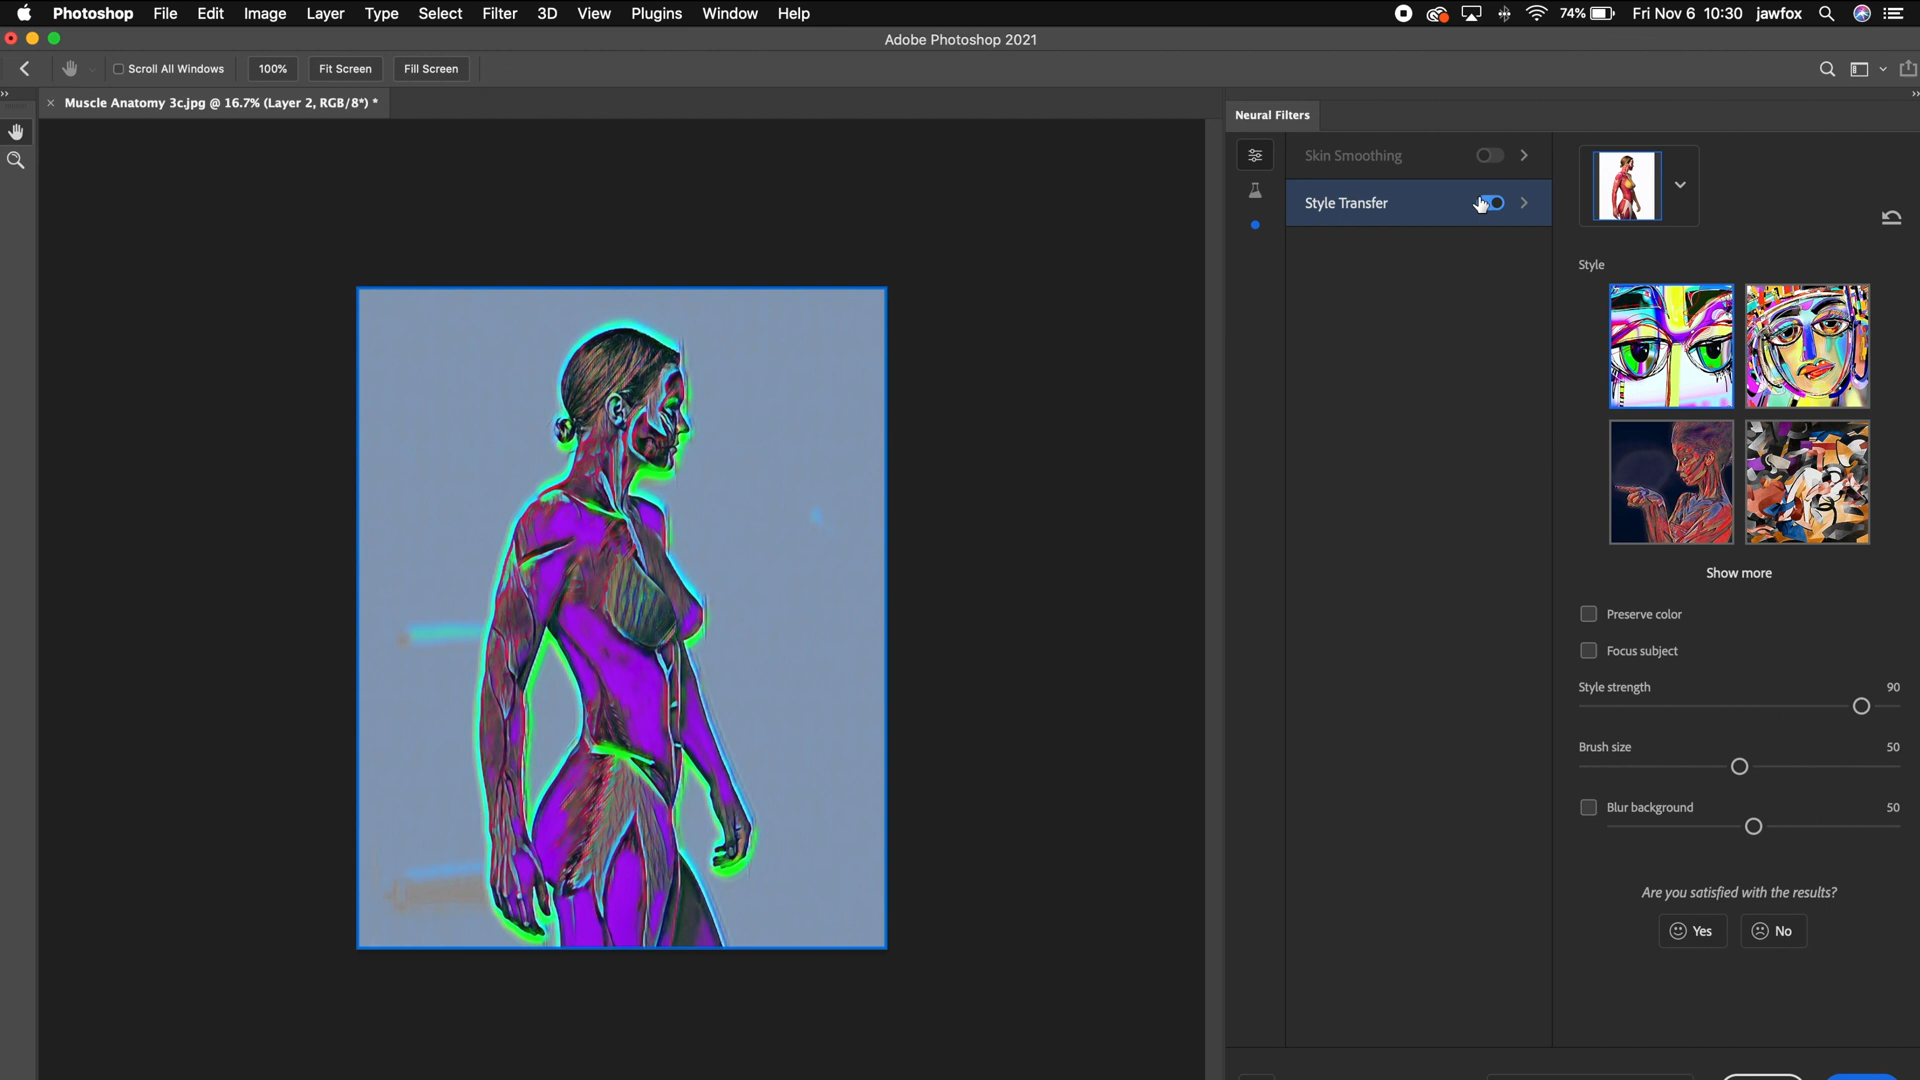 Photoshop File Edit Image Layer Type Select Filter 3D View Plugins Window Help 74% Fri Nov 6 10:30 jawfox
Adobe Photoshop 2021
Scroll All Windows 100% Fit Screen Fill Screen
Muscle Anatomy 3c.jpg @ 16.7% (Layer 2, RGB/8*) *
Neural Filters
Skin Smoothing
Style Transfer
Style
Show more
Preserve color
Focus subject
Style strength 90
Brush size 50
Blur background 50
Are you satisfied with the results?
Yes No